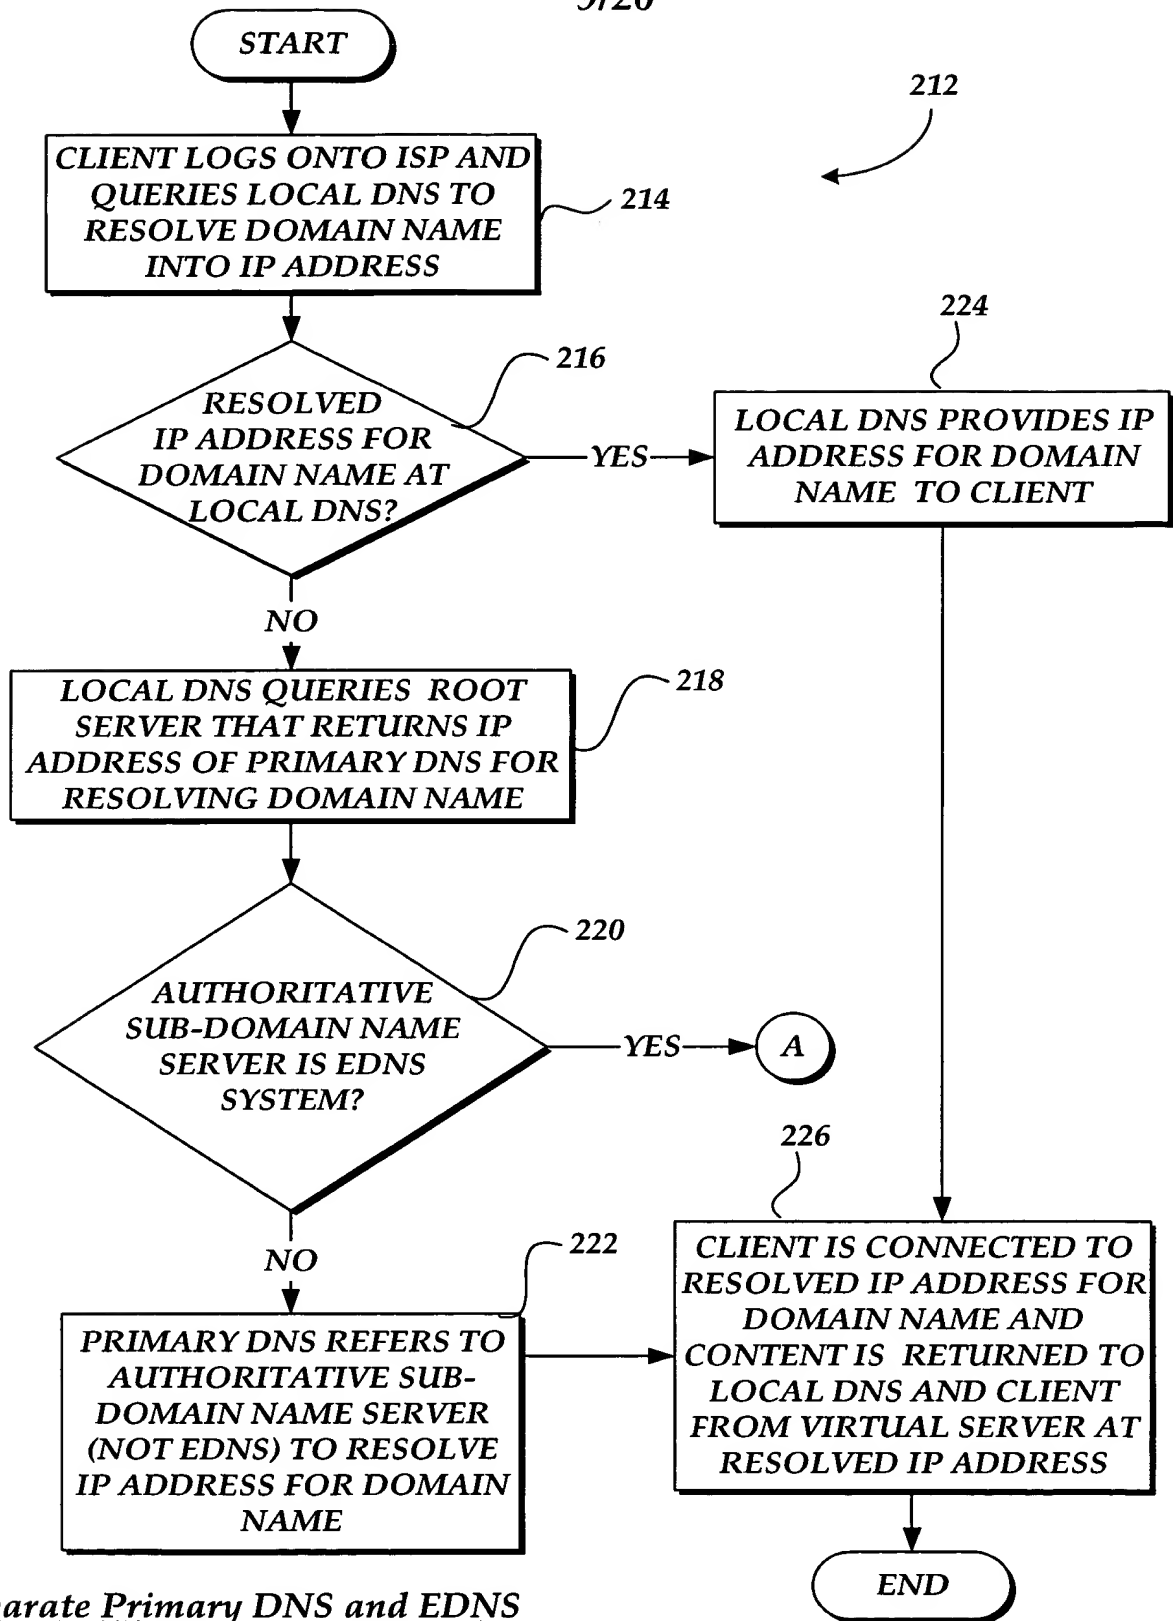 START
212
CLIENT LOGS ONTO ISP AND
QUERIES LOCAL DNS TO
RESOLVE DOMAIN NAME
INTO IP ADDRESS
214
224
216
RESOLVED
IP ADDRESS FOR
DOMAIN NAME AT
LOCAL DNS?
YES
LOCAL DNS PROVIDES IP
ADDRESS FOR DOMAIN
NAME TO CLIENT
NO
218
LOCAL DNS QUERIES ROOT
SERVER THAT RETURNS IP
ADDRESS OF PRIMARY DNS FOR
RESOLVING DOMAIN NAME
220
AUTHORITATIVE
SUB-DOMAIN NAME
SERVER IS EDNS
SYSTEM?
YES
A
226
NO
222
PRIMARY DNS REFERS TO
AUTHORITATIVE SUB-
DOMAIN NAME SERVER
(NOT EDNS) TO RESOLVE
IP ADDRESS FOR DOMAIN
NAME
CLIENT IS CONNECTED TO
RESOLVED IP ADDRESS FOR
DOMAIN NAME AND
CONTENT IS RETURNED TO
LOCAL DNS AND CLIENT
FROM VIRTUAL SERVER AT
RESOLVED IP ADDRESS
END
arate Primary DNS and EDNS